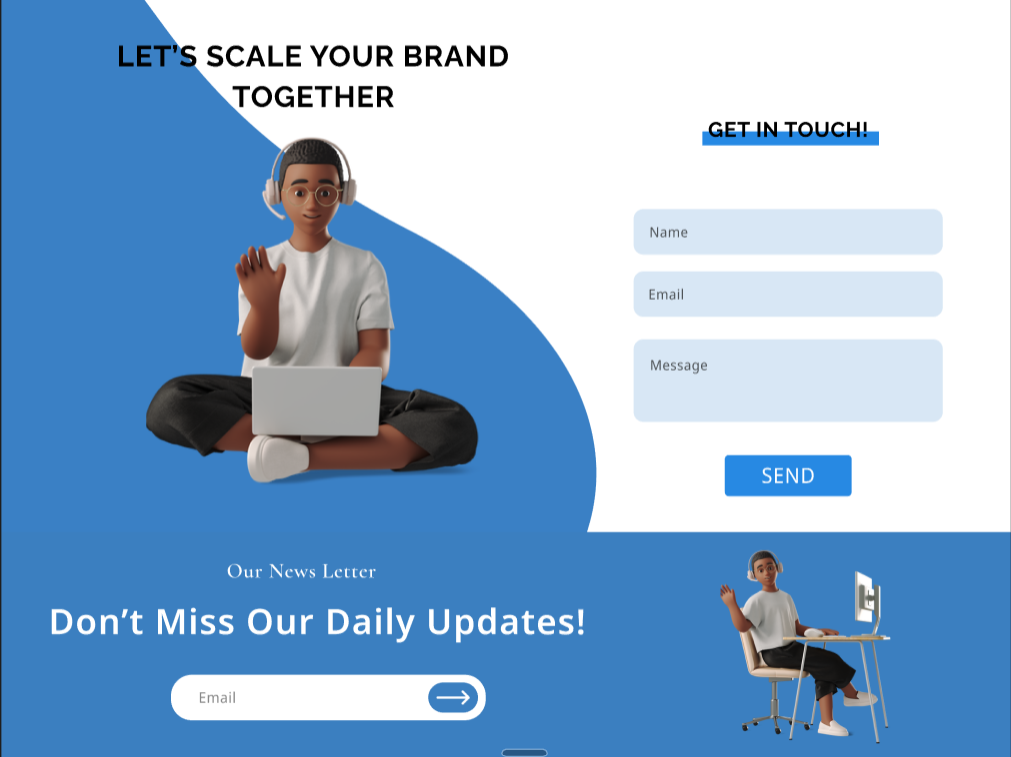 LET'S SCALE YOUR BRAND
TOGETHER
GET IN TOUCH!
Name
Email
Message
SEND
Our News Letter
Don't Miss Our Daily Updates!
Email